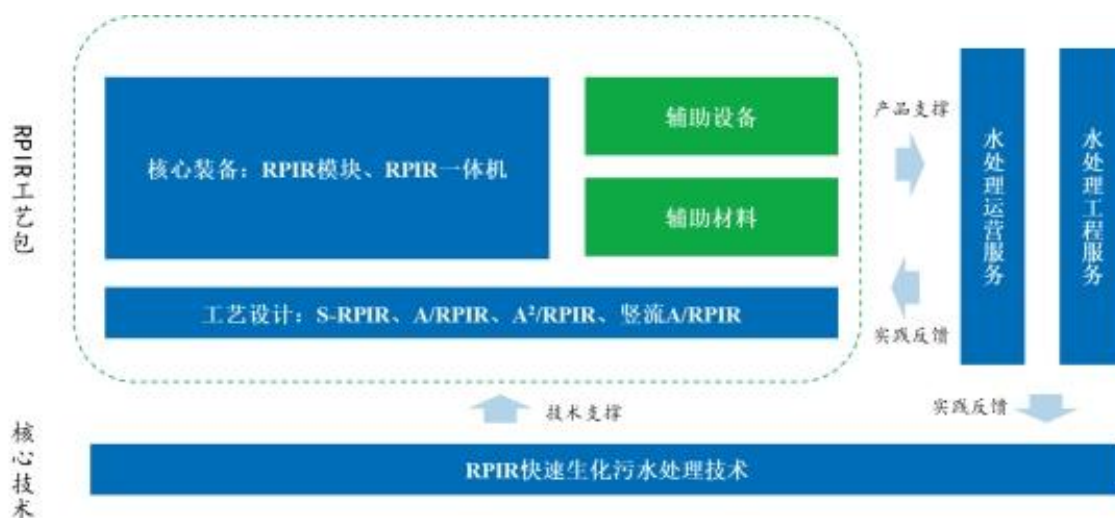 RPIR工艺包
核心装备：RPIR模块、RPIR一体机
辅助设备
辅助材料
工艺设计：S-RPIR、A/RPIR、A²/RPIR、竖流A/RPIR
产品支撑
实践反馈
水处理运营服务
水处理工程服务
技术支撑
实践反馈
核心技术
RPIR快速生化污水处理技术